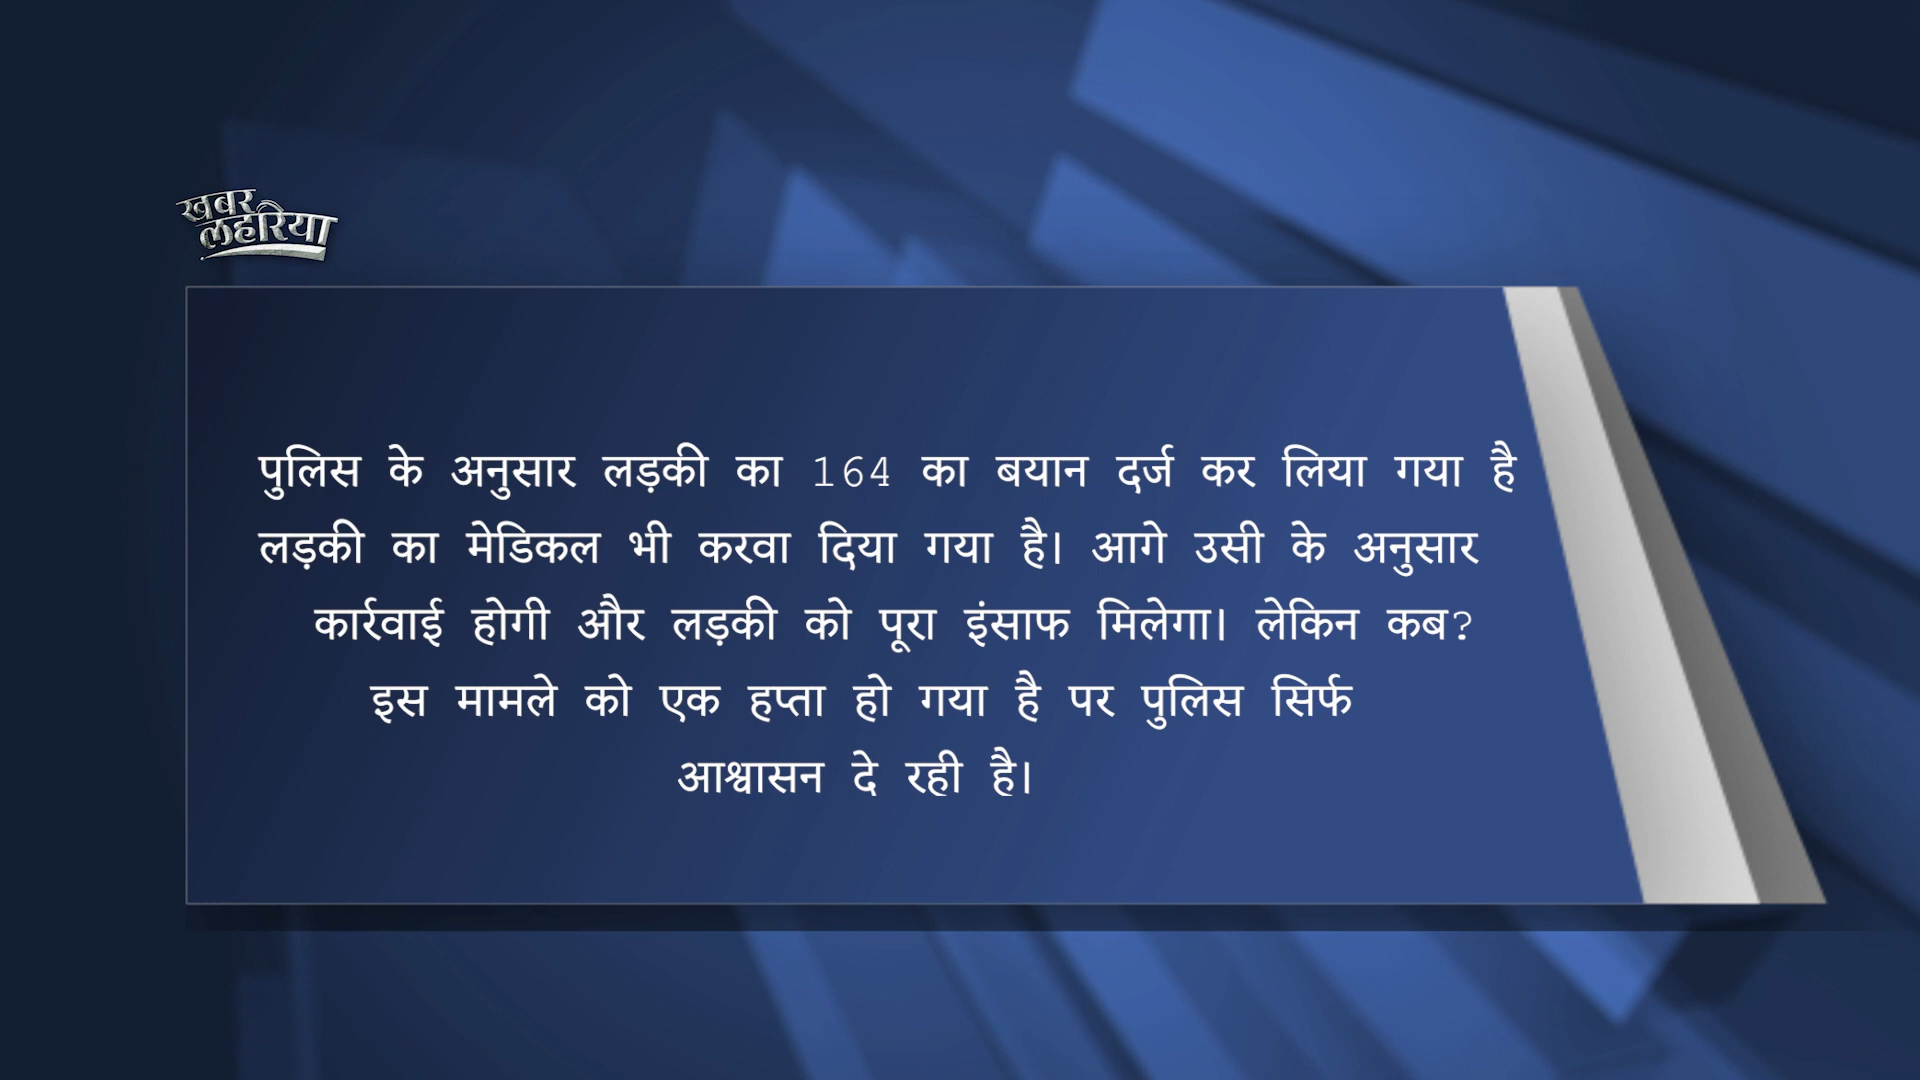 खबर
लहरिया
पुलिस के अनुसार लड़की का 164 का बयान दर्ज कर लिया गया है
लड़की का मेडिकल भी करवा दिया गया है। आगे उसी के अनुसार
कार्रवाई होगी और लड़की को पूरा इंसाफ मिलेगा। लेकिन कब?
इस मामले को एक हप्ता हो गया है पर पुलिस सिर्फ
आश्वासन दे रही है।